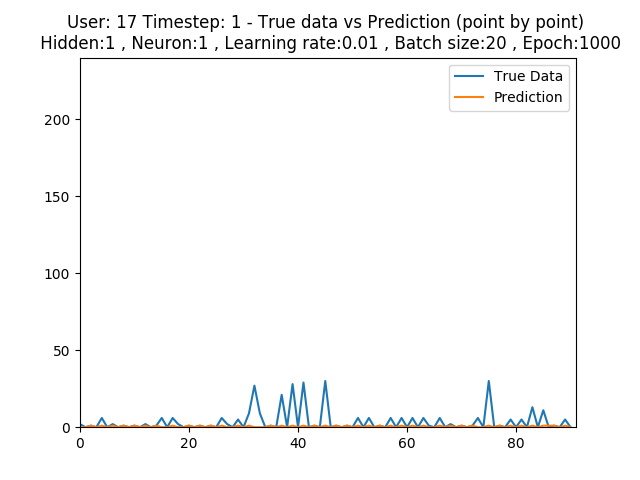 User: 17 Timestep: 1 - True data vs Prediction (point by point)
Hidden:1 , Neuron:1 , Learning rate:0.01 , Batch size:20 , Epoch:1000
True Data
Prediction
200
150
100
50
0
0 20 40 60 80